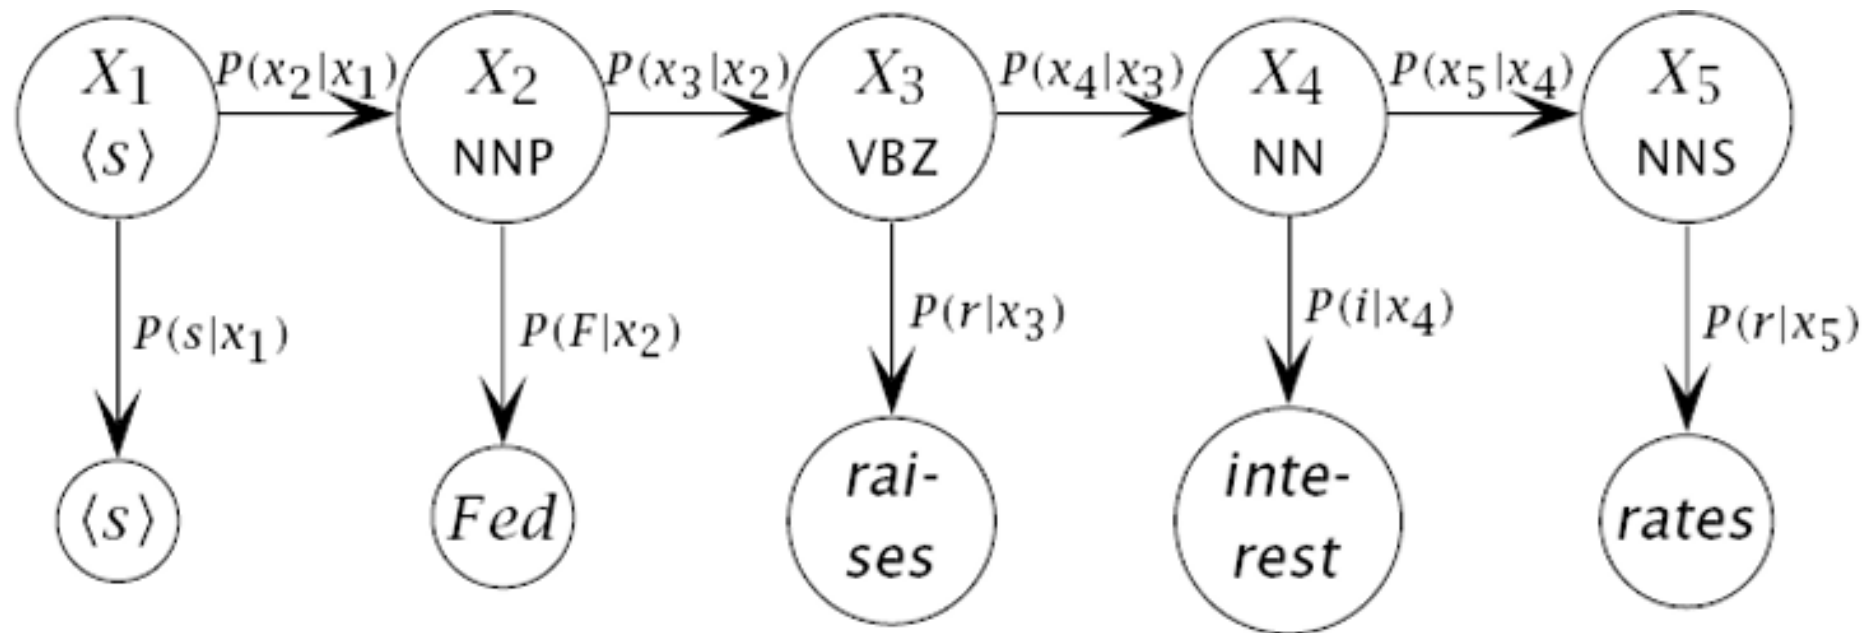 X1 P(x2|x1) X2 P(x3|x2) X3 P(x4|x3) X4 P(x5|x4) X5
⟨s⟩ NNP VBZ NN NNS
P(s|x1) P(F|x2) P(r|x3) P(i|x4) P(r|x5)
⟨s⟩ Fed rai- inte- rates
ses rest